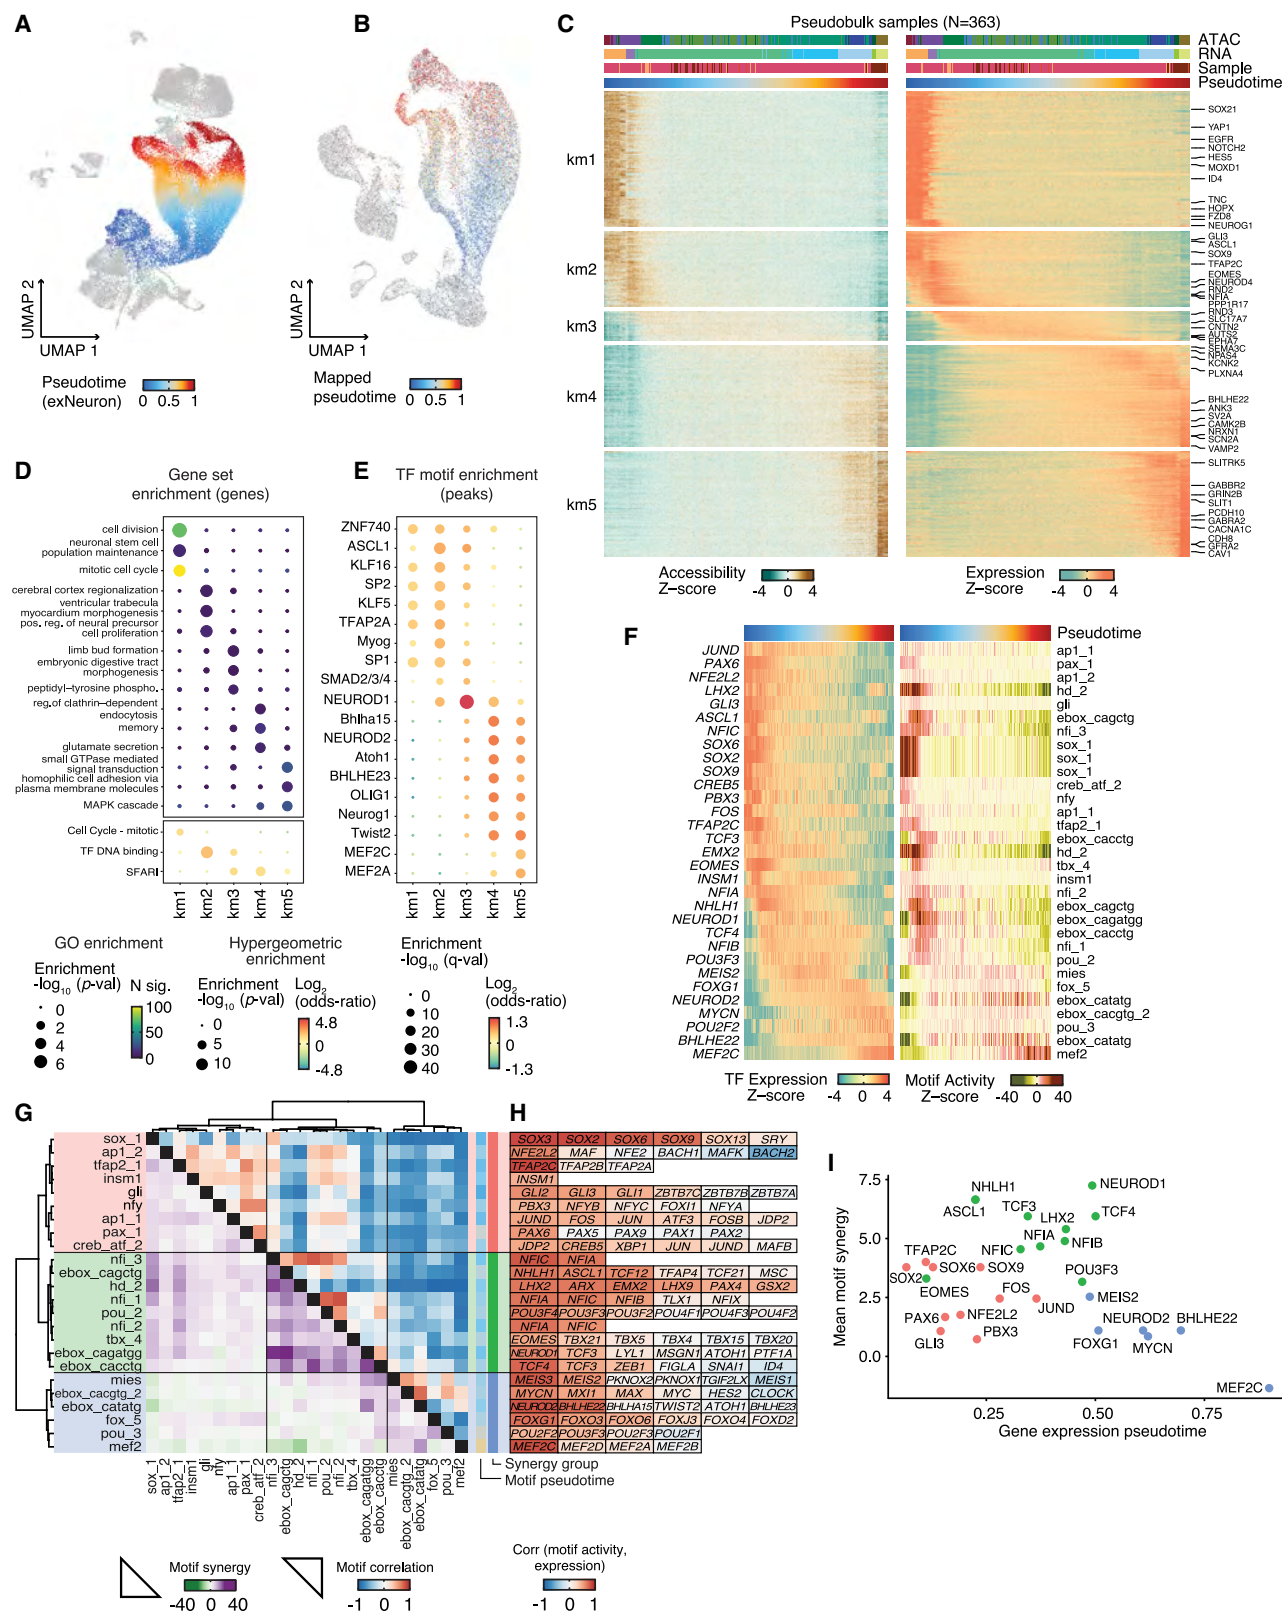 A
UMAP 2
UMAP 1
Pseudotime
(exNeuron)
0 0.5 1
B
UMAP 2
UMAP 1
Mapped
pseudotime
0 0.5 1
C
Pseudobulk samples (N=363)
ATAC
RNA
Sample
Pseudotime
km1
km2
km3
km4
km5
SOX21
YAP1
EGFR
NOTCH2
HES5
MOXD1
ID4
TNC
HOPX
FZD8
NEUROG1
GLI3
ASCL1
SOX9
TFAP2C
EOMES
NEUROD4
RND2
NFIA
PPP1R17
RND3
SLC17A7
CNTN2
AUTS2
EPHA7
SEMA3C
NPAS4
KCNK2
PLXNA4
BHLHE22
ANK3
SV2A
CAMK2B
NRXN1
SCN2A
VAMP2
SLITRK5
GABBR2
GRIN2B
SLIT1
PCDH10
GABRA2
CACNA1C
CDH8
GFRA2
CAV1
Accessibility
Z-score
-4 0 4
Expression
Z-score
-4 0 4
D
Gene set
enrichment (genes)
cell division
neuronal stem cell
population maintenance
mitotic cell cycle
cerebral cortex regionalization
ventricular trabecula
myocardium morphogenesis
pos. reg. of neural precursor
cell proliferation
limb bud formation
embryonic digestive tract
morphogenesis
peptidyl-tyrosine phospho.
reg.of clathrin-dependent
endocytosis
memory
glutamate secretion
small GTPase mediated
signal transduction
homophilic cell adhesion via
plasma membrane molecules
MAPK cascade
Cell Cycle - mitotic
TF DNA binding
SFARI
km1 km2 km3 km4 km5
GO enrichment
Enrichment
-log10 (p-val)
0
2
4
6
N sig.
100
50
0
Hypergeometric
enrichment
Enrichment
-log10 (p-val)
0
5
10
Log2
(odds-ratio)
4.8
0
-4.8
E
TF motif enrichment
(peaks)
ZNF740
ASCL1
KLF16
SP2
KLF5
TFAP2A
Myog
SP1
SMAD2/3/4
NEUROD1
Bhlha15
NEUROD2
Atoh1
BHLHE23
OLIG1
Neurog1
Twist2
MEF2C
MEF2A
km1 km2 km3 km4 km5
Enrichment
-log10 (q-val)
0
10
20
30
40
Log2
(odds-ratio)
1.3
0
-1.3
F
Pseudotime
JUND ap1_1
PAX6 pax_1
NFE2L2 ap1_2
LHX2 hd_2
GLI3 gli
ASCL1 ebox_cagctg
NFIC nfi_3
SOX6 sox_1
SOX2 sox_1
SOX9 sox_1
CREB5 creb_atf_2
PBX3 nfy
FOS ap1_1
TFAP2C tfap2_1
TCF3 ebox_cacctg
EMX2 hd_2
EOMES tbx_4
INSM1 insm1
NFIA nfi_2
NHLH1 ebox_cagctg
NEUROD1 ebox_cagatgg
TCF4 ebox_cacctg
NFIB nfi_1
POU3F3 pou_2
MEIS2 mies
FOXG1 fox_5
NEUROD2 ebox_catatg
MYCN ebox_cacgtg_2
POU2F2 pou_3
BHLHE22 ebox_catatg
MEF2C mef2
TF Expression
Z-score
-4 0 4
Motif Activity
Z-score
-40 0 40
G
sox_1
ap1_2
tfap2_1
insm1
gli
nfy
ap1_1
pax_1
creb_atf_2
nfi_3
ebox_cagctg
hd_2
nfi_1
pou_2
nfi_2
tbx_4
ebox_cagatgg
ebox_cacctg
mies
ebox_cacgtg_2
ebox_catatg
fox_5
pou_3
mef2
sox_1 ap1_2 tfap2_1 insm1 gli nfy ap1_1 pax_1 creb_atf_2 nfi_3 ebox_cagctg hd_2 nfi_1 pou_2 nfi_2 tbx_4 ebox_cagatgg ebox_cacctg mies ebox_cacgtg_2 ebox_catatg fox_5 pou_3 mef2
Synergy group
Motif pseudotime
Motif synergy
-40 0 40
Motif correlation
-1 0 1
H
SOX3 SOX2 SOX6 SOX9 SOX13 SRY
NFE2L2 MAF NFE2 BACH1 MAFK BACH2
TFAP2C TFAP2B TFAP2A
INSM1
GLI2 GLI3 GLI1 ZBTB7C ZBTB7B ZBTB7A
PBX3 NFYB NFYC FOXI1 NFYA
JUND FOS JUN ATF3 FOSB JDP2
PAX6 PAX9 PAX1 PAX2
JDP2 CREB5 XBP1 JUN JUND MAFB
NFIC NFIA
NHLH1 ASCL1 TCF12 TFAP4 TCF21 MSC
LHX2 ARX EMX2 LHX9 PAX4 GSX2
NFIA NFIC NFIB TLX1 NFIX
POU3F4 POU3F3 POU3F2 POU4F1 POU4F3 POU4F2
NFIA NFIC
EOMES TBX21 TBX5 TBX4 TBX15 TBX20
NEUROD1 TCF3 LYL1 MSGN1 ATOH1 PTF1A
TCF4 TCF3 ZEB1 FIGLA SNAI1 ID4
MEIS3 MEIS2 PKNOX2 PKNOX1 TGIF2LX MEIS1
MYCN MXI1 MAX MYC HES2 CLOCK
NEUROD2 BHLHE22 BHLHA15 TWIST2 ATOH1 BHLHE23
FOXG1 FOXO3 FOXO6 FOXJ3 FOXO4 FOXD2
POU2F2 POU3F2 POU3F3 POU2F1
MEF2C MEF2D MEF2A MEF2B
Corr (motif activity,
expression)
-1 0 1
I
Mean motif synergy
7.5
5.0
2.5
0.0
NHLH1
NEUROD1
ASCL1
TCF3
TCF4
LHX2
NFIA
NFIB
NFIC
TFAP2C
SOX6
SOX9
SOX2
EOMES
POU3F3
FOS
MEIS2
JUND
PAX6
NFE2L2
NEUROD2
BHLHE22
GLI3
PBX3
FOXG1
MYCN
MEF2C
0.25 0.50 0.75
Gene expression pseudotime